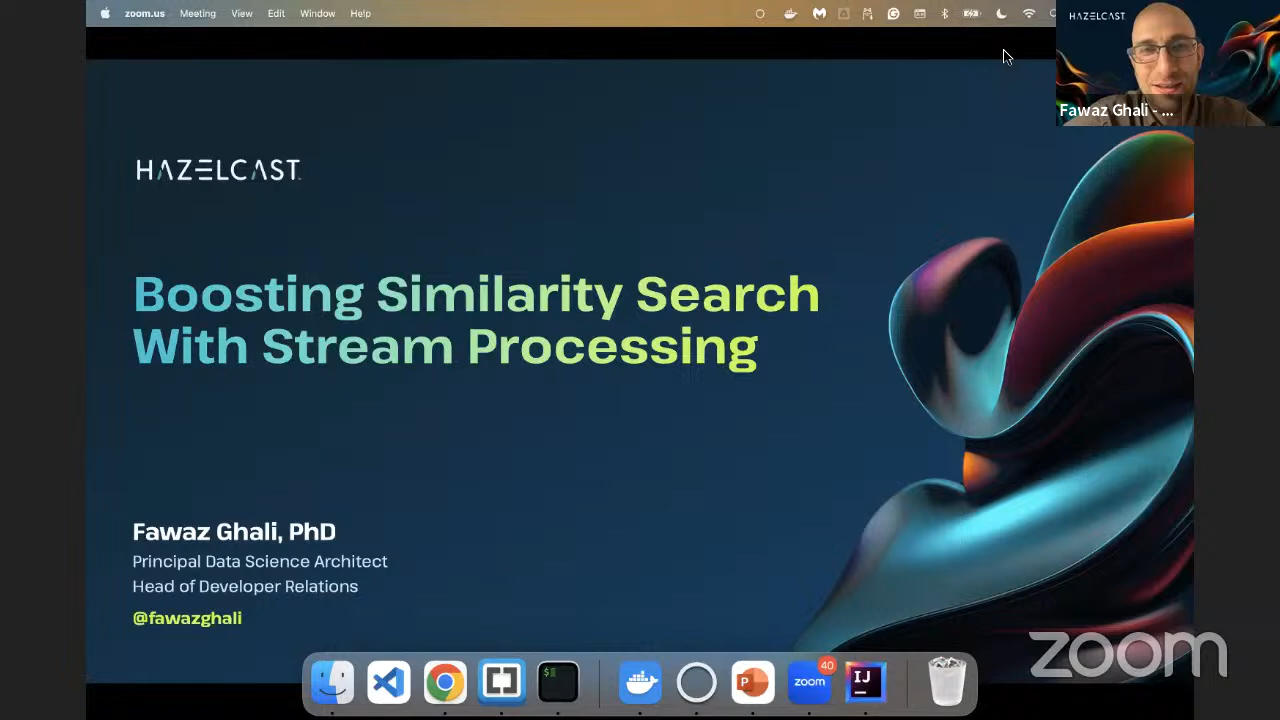 zoom.us Meeting View Edit Window Help
HAZELCAST
Fawaz Ghali - ...
HAZELCAST
Boosting Similarity Search
With Stream Processing
Fawaz Ghali, PhD
Principal Data Science Architect
Head of Developer Relations
@fawazghali
zoom
$
P
zoom
40
IJ